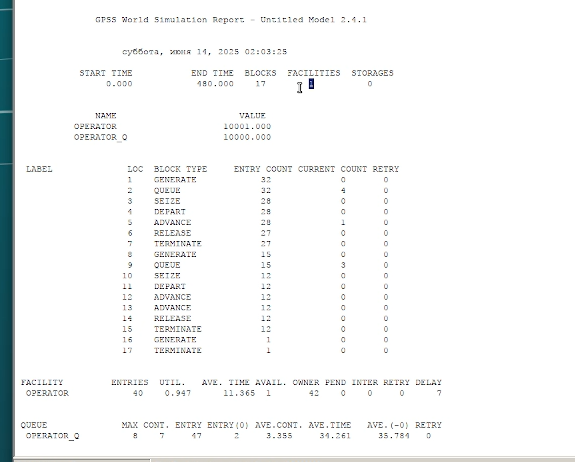 GPSS World Simulation Report - Untitled Model 2.4.1
суббота, июня 14, 2025 02:03:25
START TIME END TIME BLOCKS FACILITIES STORAGES
0.000 480.000 17 1 0
NAME VALUE
OPERATOR 10001.000
OPERATOR_Q 10000.000
LABEL LOC BLOCK TYPE ENTRY COUNT CURRENT COUNT RETRY
1 GENERATE 32 0 0
2 QUEUE 32 4 0
3 SEIZE 28 0 0
4 DEPART 28 0 0
5 ADVANCE 28 1 0
6 RELEASE 27 0 0
7 TERMINATE 27 0 0
8 GENERATE 15 0 0
9 QUEUE 15 3 0
10 SEIZE 12 0 0
11 DEPART 12 0 0
12 ADVANCE 12 0 0
13 ADVANCE 12 0 0
14 RELEASE 12 0 0
15 TERMINATE 12 0 0
16 GENERATE 1 0 0
17 TERMINATE 1 0 0
FACILITY ENTRIES UTIL. AVE. TIME AVAIL. OWNER PEND INTER RETRY DELAY
OPERATOR 40 0.947 11.365 1 42 0 0 0 7
QUEUE MAX CONT. ENTRY ENTRY(0) AVE.CONT. AVE.TIME AVE.(-0) RETRY
OPERATOR_Q 8 7 47 2 3.355 34.261 35.784 0